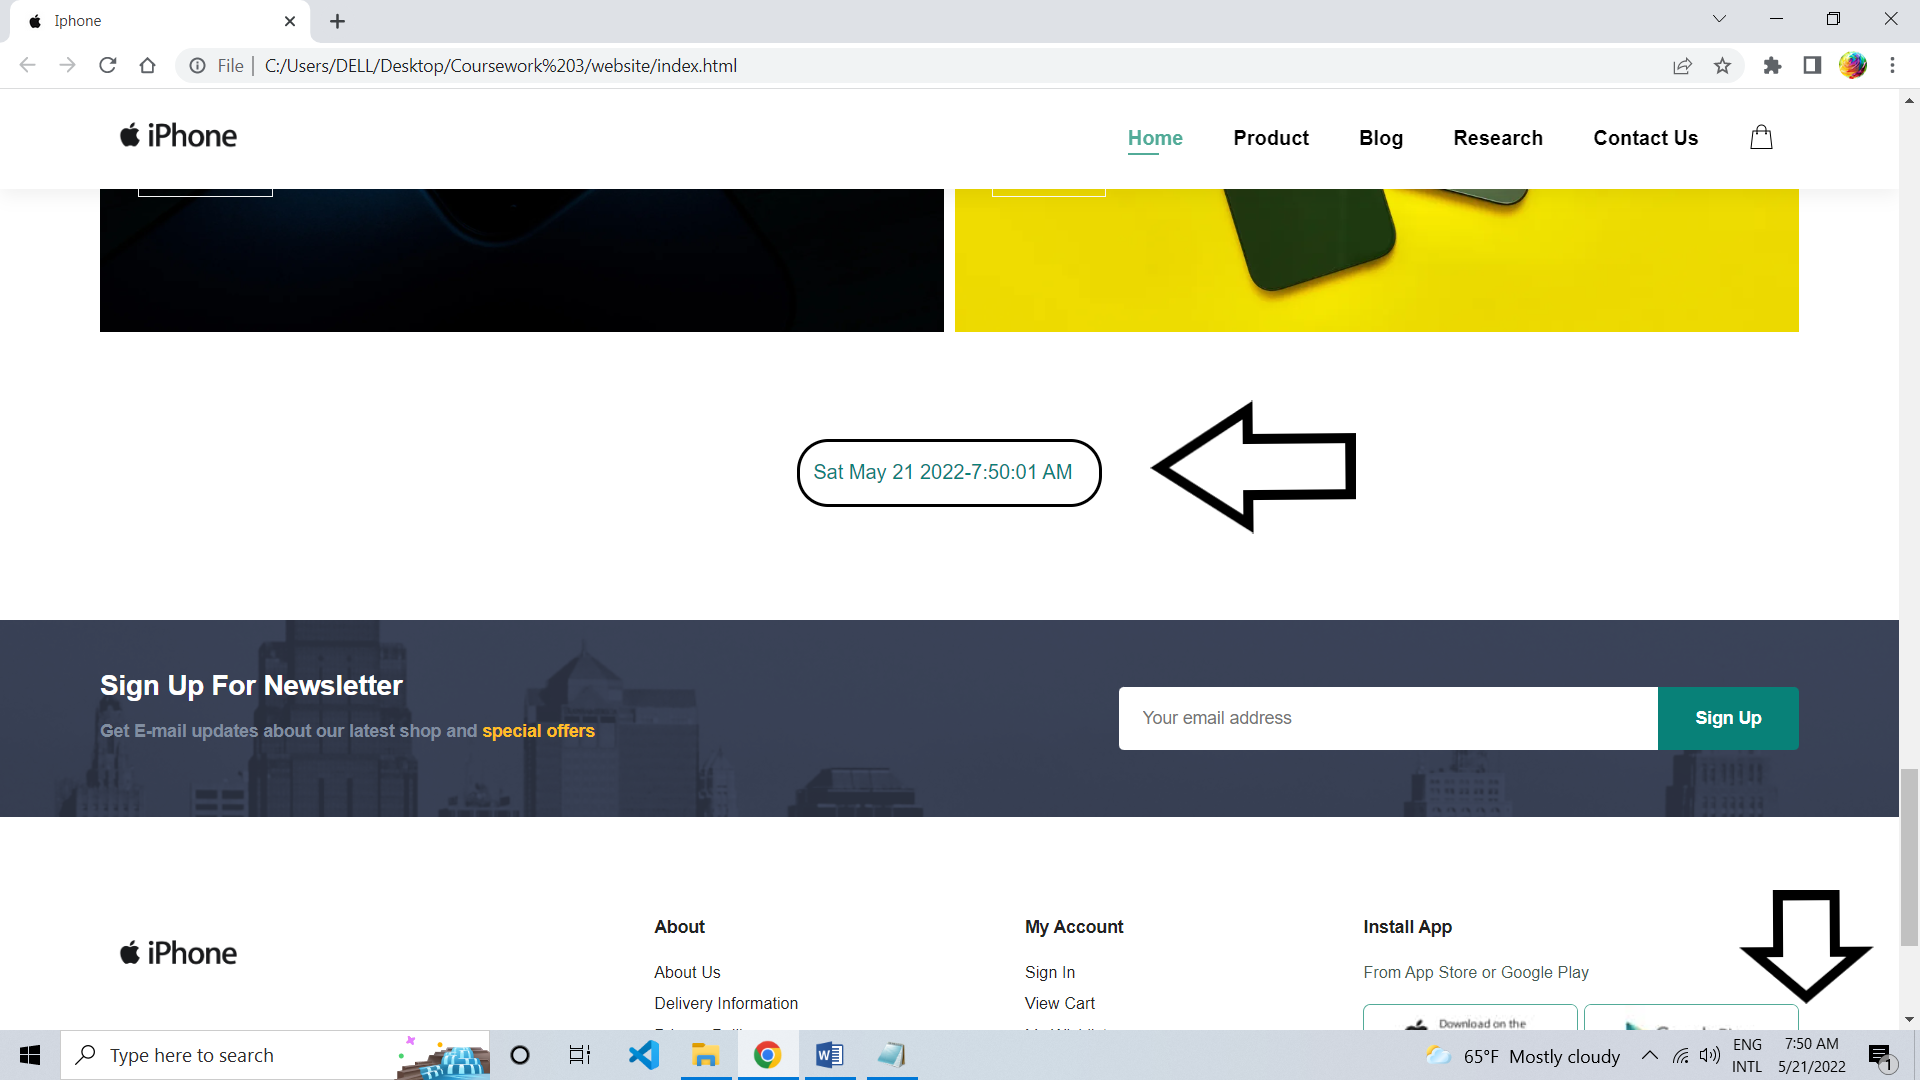 Iphone
File | C:/Users/DELL/Desktop/Coursework%203/website/index.html
iPhone
Home Product Blog Research Contact Us
Sat May 21 2022-7:50:01 AM
Sign Up For Newsletter
Get E-mail updates about our latest shop and special offers
Your email address
Sign Up
iPhone
About
About Us
Delivery Information
My Account
Sign In
View Cart
Install App
From App Store or Google Play
Download on the
Type here to search
65°F Mostly cloudy
ENG
INTL
7:50 AM
5/21/2022
1